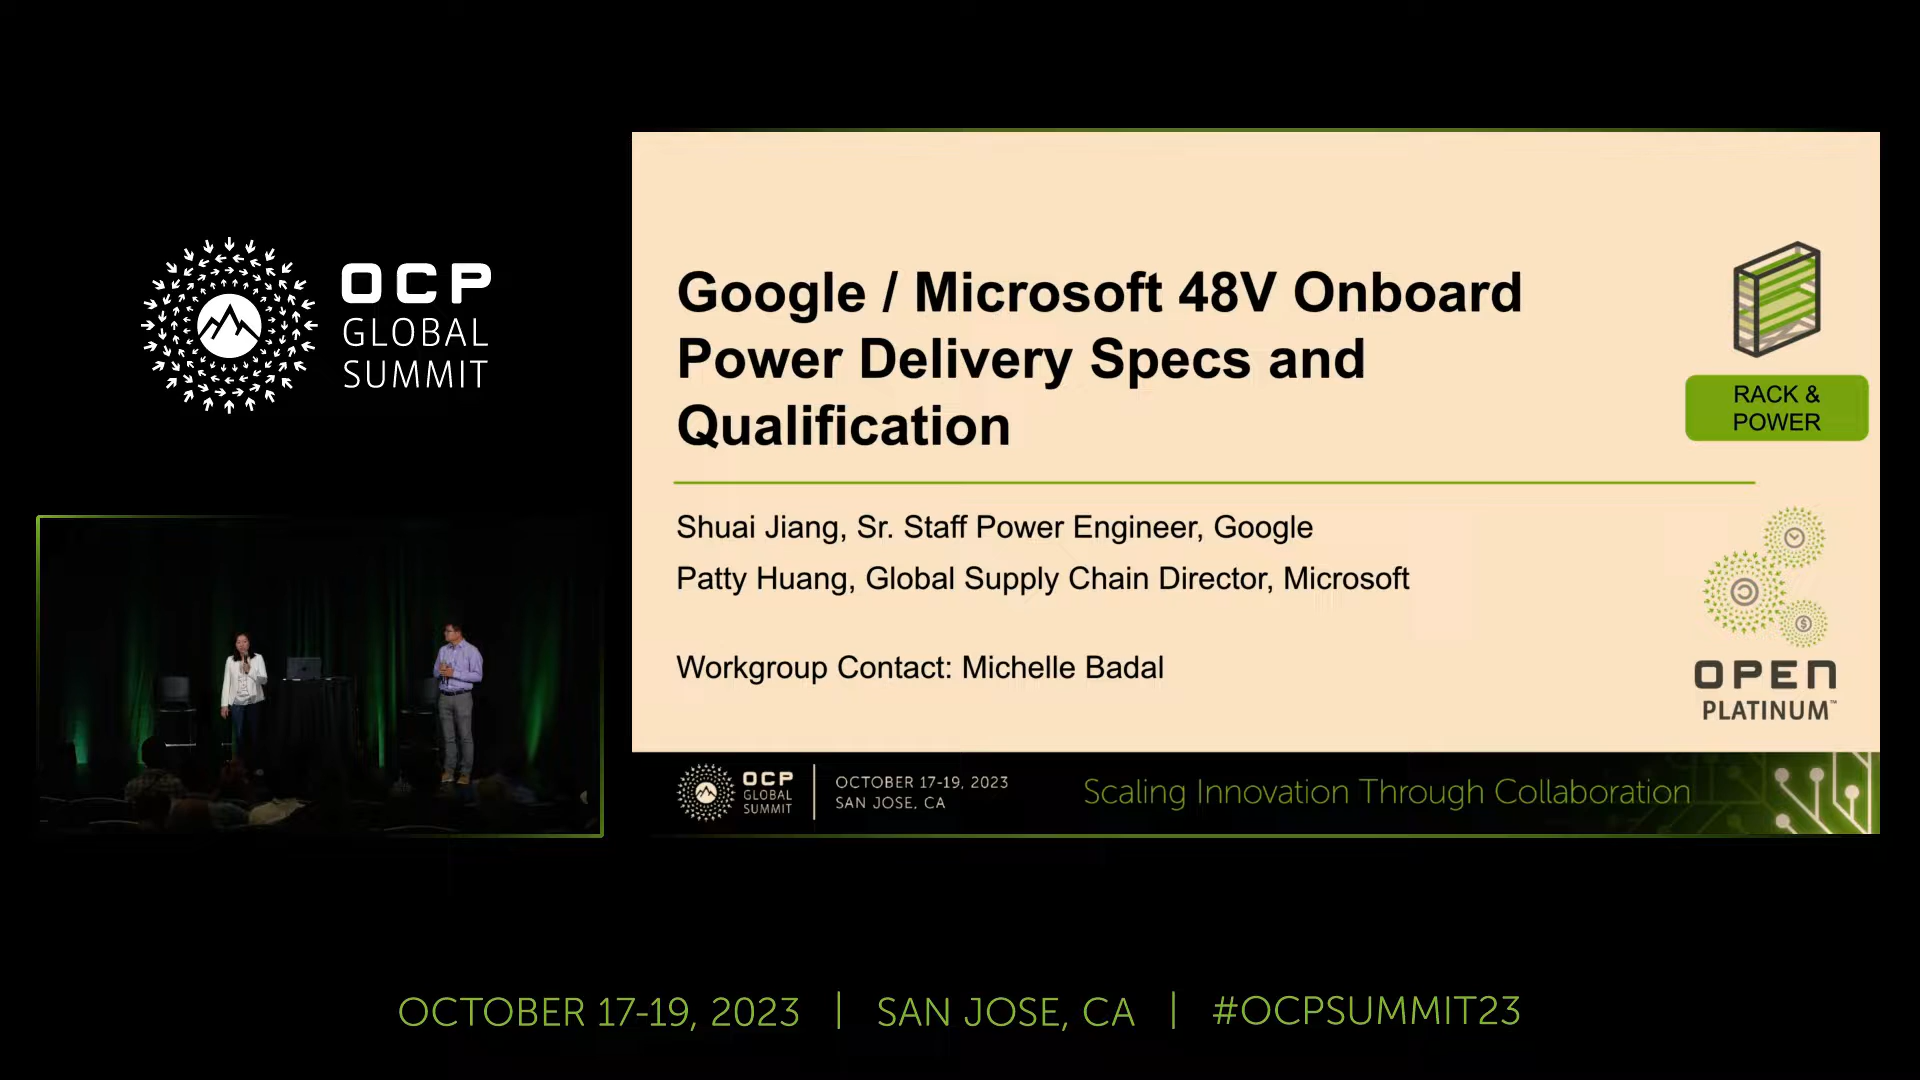 OCP
GLOBAL
SUMMIT
Google / Microsoft 48V Onboard
Power Delivery Specs and
Qualification
RACK &
POWER
Shuai Jiang, Sr. Staff Power Engineer, Google
Patty Huang, Global Supply Chain Director, Microsoft
Workgroup Contact: Michelle Badal
$
OPEN
PLATINUM™
OCP
GLOBAL
SUMMIT
OCTOBER 17-19, 2023
SAN JOSE, CA
Scaling Innovation Through Collaboration
OCTOBER 17-19, 2023 | SAN JOSE, CA | #OCPSUMMIT23